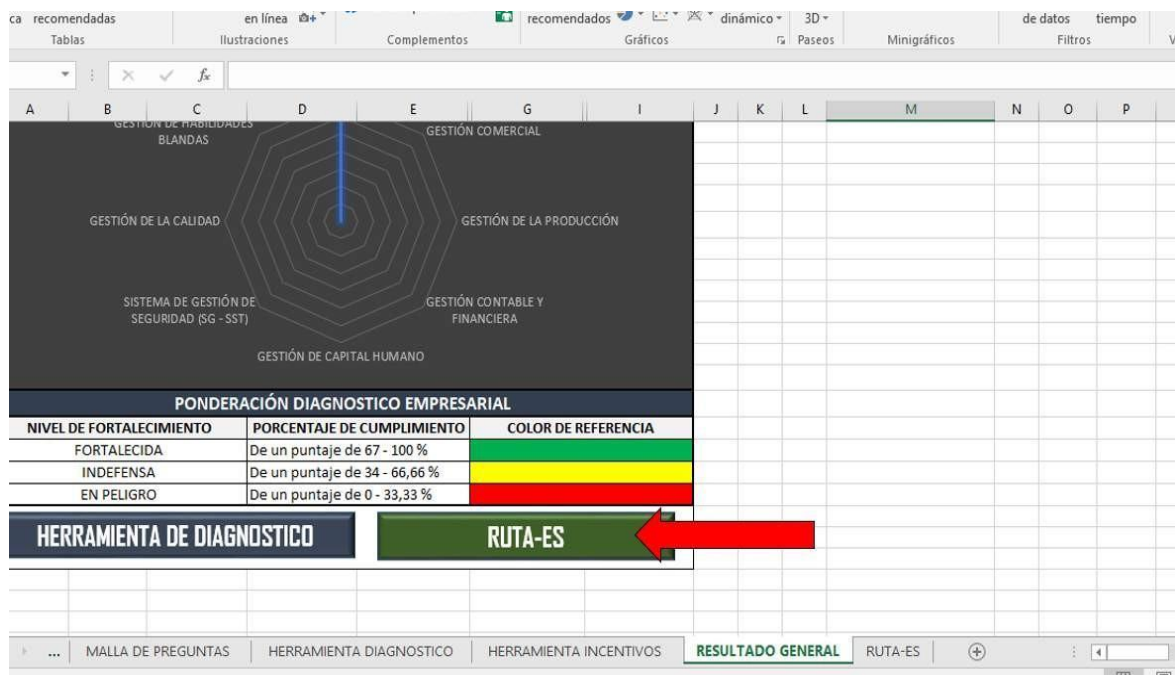 ca recomendadas
en línea
recomendados
dinámico
3D
de datos
tiempo
Tablas
Ilustraciones
Complementos
Gráficos
Paseos
Minigráficos
Filtros
fx
A B C D E G I J K L M N O P
GESTIÓN DE HABILIDADES
BLANDAS
GESTIÓN COMERCIAL
GESTIÓN DE LA CALIDAD
GESTIÓN DE LA PRODUCCIÓN
SISTEMA DE GESTIÓN DE
SEGURIDAD (SG - SST)
GESTIÓN CONTABLE Y
FINANCIERA
GESTIÓN DE CAPITAL HUMANO
PONDERACIÓN DIAGNOSTICO EMPRESARIAL
NIVEL DE FORTALECIMIENTO PORCENTAJE DE CUMPLIMIENTO COLOR DE REFERENCIA
FORTALECIDA De un puntaje de 67 - 100 %
INDEFENSA De un puntaje de 34 - 66,66 %
EN PELIGRO De un puntaje de 0 - 33,33 %
HERRAMIENTA DE DIAGNOSTICO RUTA-ES
... MALLA DE PREGUNTAS HERRAMIENTA DIAGNOSTICO HERRAMIENTA INCENTIVOS RESULTADO GENERAL RUTA-ES